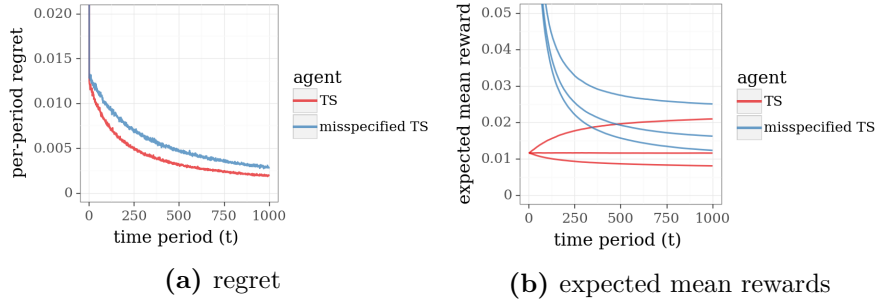 0.020
0.015
0.010
0.005
0
per-period regret
0
250
500
750
1000
time period (t)
agent
TS
misspecified TS
(a) regret
0.05
0.04
0.03
0.02
0.01
0
expected mean reward
0
250
500
750
1000
time period (t)
agent
TS
misspecified TS
(b) expected mean rewards